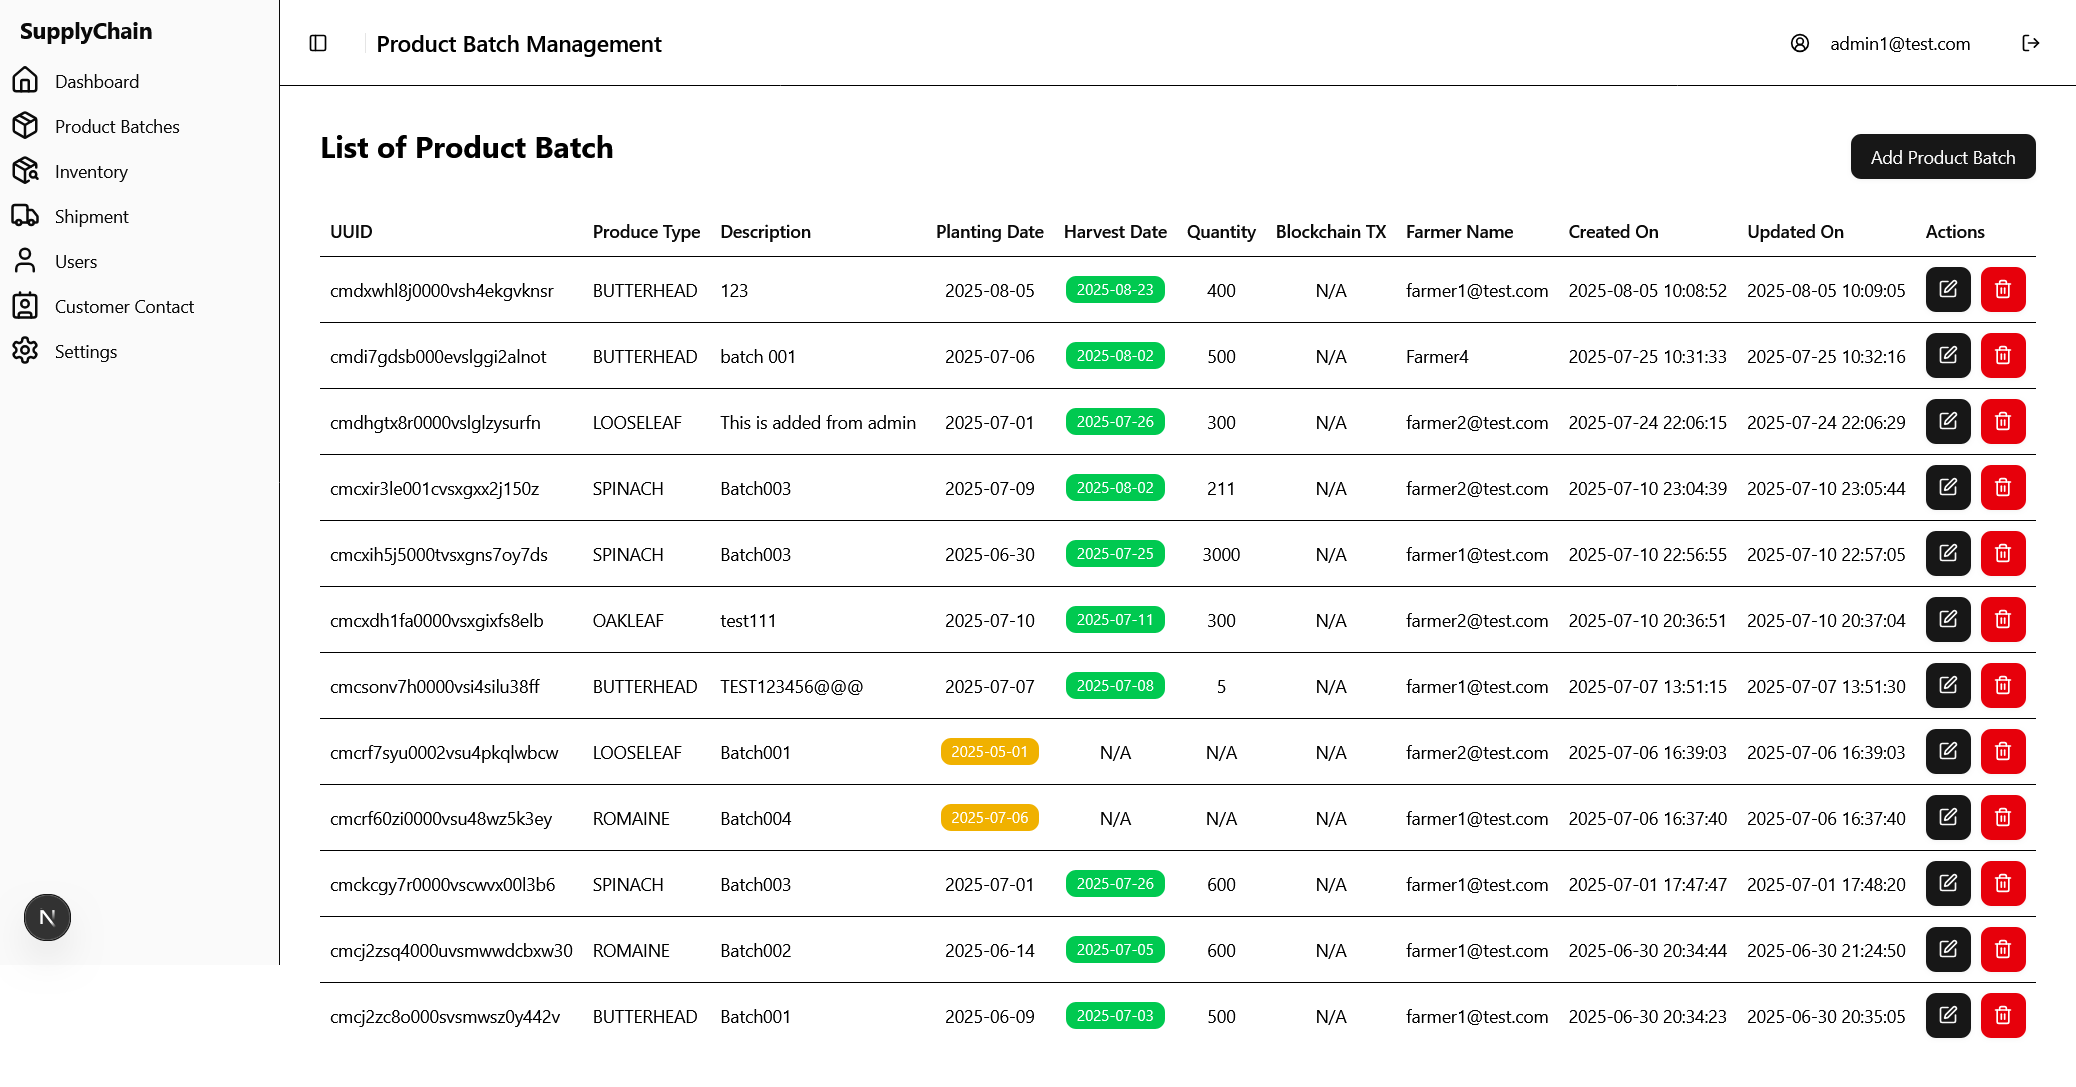 SupplyChain
Dashboard
Product Batches
Inventory
Shipment
Users
Customer Contact
Settings
N
Product Batch Management
admin1@test.com
List of Product Batch
Add Product Batch
UUID Produce Type Description Planting Date Harvest Date Quantity Blockchain TX Farmer Name Created On Updated On Actions
cmdxwhl8j0000vsh4ekgvknsr BUTTERHEAD 123 2025-08-05 2025-08-23 400 N/A farmer1@test.com 2025-08-05 10:08:52 2025-08-05 10:09:05
cmdi7gdsb000evslggi2alnot BUTTERHEAD batch 001 2025-07-06 2025-08-02 500 N/A Farmer4 2025-07-25 10:31:33 2025-07-25 10:32:16
cmdhgtx8r0000vslglzysurfn LOOSELEAF This is added from admin 2025-07-01 2025-07-26 300 N/A farmer2@test.com 2025-07-24 22:06:15 2025-07-24 22:06:29
cmcxir3le001cvsxgxx2j150z SPINACH Batch003 2025-07-09 2025-08-02 211 N/A farmer2@test.com 2025-07-10 23:04:39 2025-07-10 23:05:44
cmcxih5j5000tvsxgns7oy7ds SPINACH Batch003 2025-06-30 2025-07-25 3000 N/A farmer1@test.com 2025-07-10 22:56:55 2025-07-10 22:57:05
cmcxdh1fa0000vsxgixfs8elb OAKLEAF test111 2025-07-10 2025-07-11 300 N/A farmer2@test.com 2025-07-10 20:36:51 2025-07-10 20:37:04
cmcsonv7h0000vsi4silu38ff BUTTERHEAD TEST123456@@@ 2025-07-07 2025-07-08 5 N/A farmer1@test.com 2025-07-07 13:51:15 2025-07-07 13:51:30
cmcrf7syu0002vsu4pkqlwbcw LOOSELEAF Batch001 2025-05-01 N/A N/A N/A farmer2@test.com 2025-07-06 16:39:03 2025-07-06 16:39:03
cmcrf60zi0000vsu48wz5k3ey ROMAINE Batch004 2025-07-06 N/A N/A N/A farmer1@test.com 2025-07-06 16:37:40 2025-07-06 16:37:40
cmckcgy7r0000vscwvx00l3b6 SPINACH Batch003 2025-07-01 2025-07-26 600 N/A farmer1@test.com 2025-07-01 17:47:47 2025-07-01 17:48:20
cmcj2zsq4000uvsmwwdcbxw30 ROMAINE Batch002 2025-06-14 2025-07-05 600 N/A farmer1@test.com 2025-06-30 20:34:44 2025-06-30 21:24:50
cmcj2zc8o000svsmwsz0y442v BUTTERHEAD Batch001 2025-06-09 2025-07-03 500 N/A farmer1@test.com 2025-06-30 20:34:23 2025-06-30 20:35:05